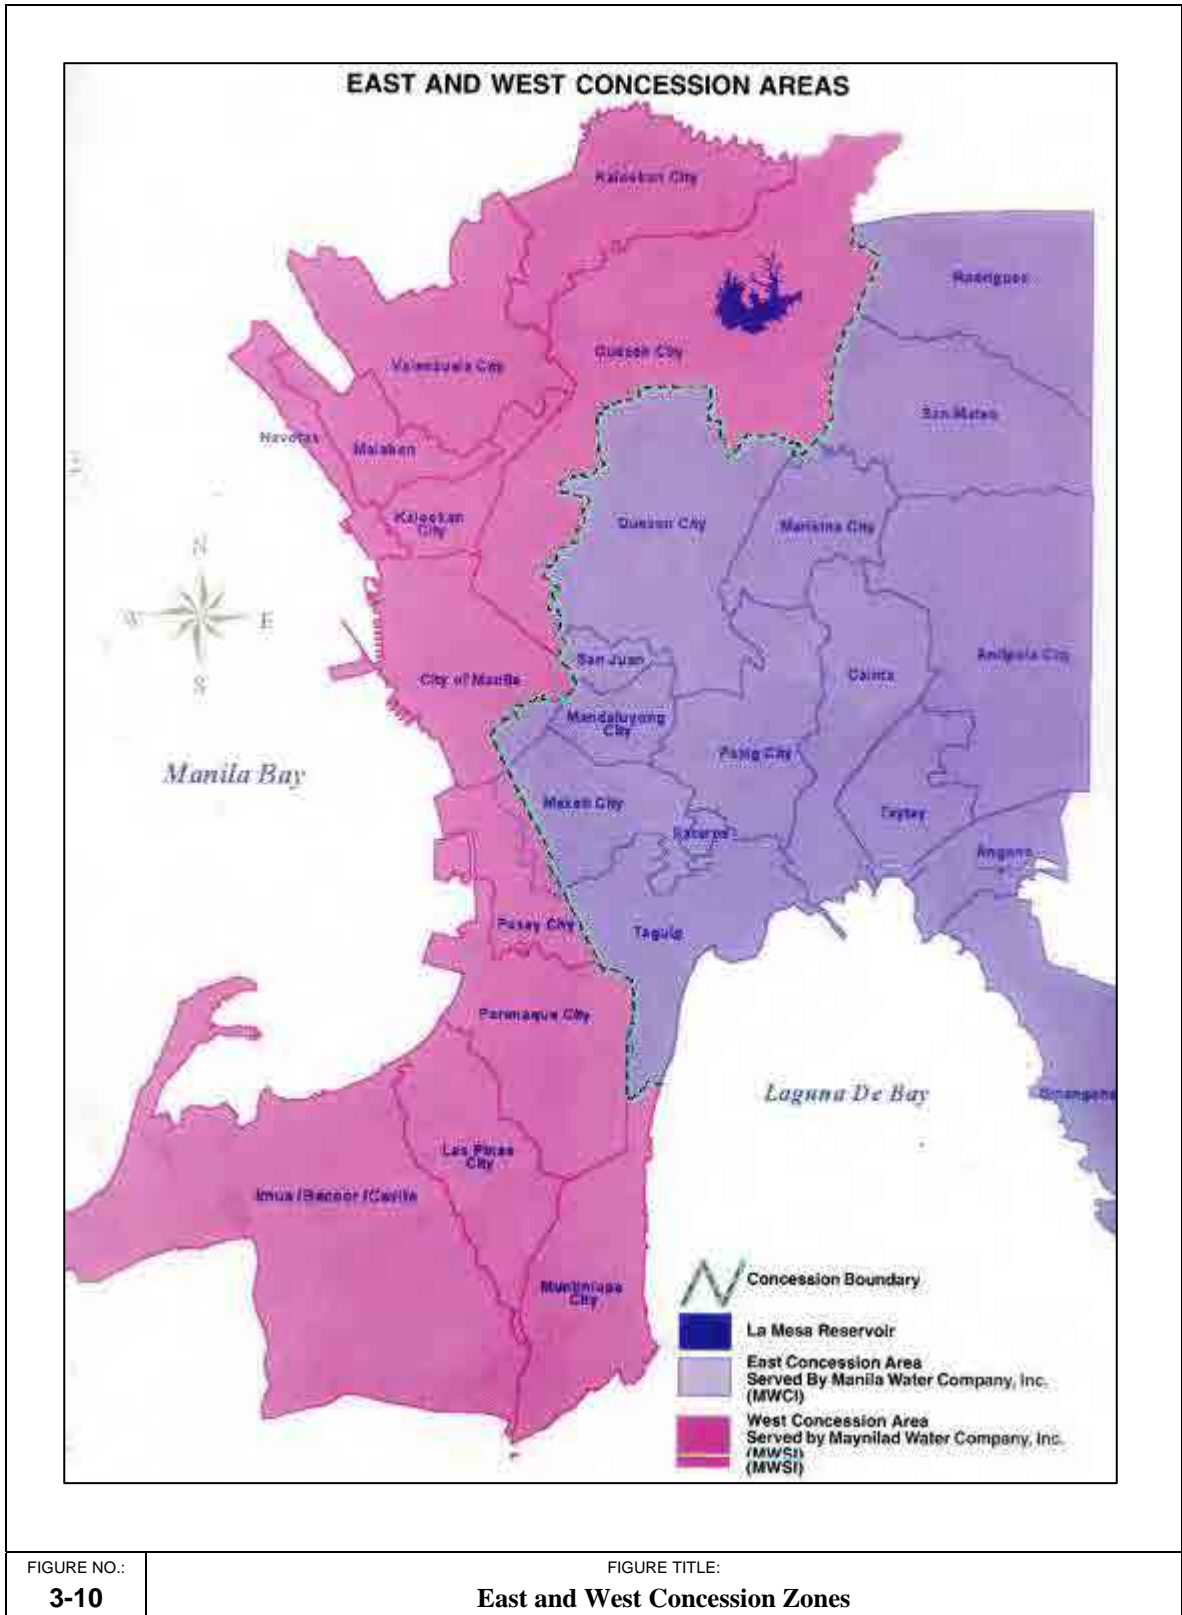 EAST AND WEST CONCESSION AREAS
Kalookan City
Rodriguez
Quezon City
Valenzuela City
San Mateo
Navotas
Malabon
Kalookan
City
Quezon City
Marikina City
N
W
E
S
San Juan
Antipolo City
Cainta
City of Manila
Mandaluyong
City
Pasig City
Manila Bay
Makati City
Taytay
Pateros
Angono
Pasay City
Taguig
Paranaque City
Laguna De Bay
Las Pinas
City
Imus /Bacoor /Cavite
Muntinlupa
City
Concession Boundary
La Mesa Reservoir
East Concession Area
Served By Manila Water Company, Inc.
(MWCI)
West Concession Area
Served by Maynilad Water Company, Inc.
(MWSI)
(MWSI)
FIGURE NO.:
3-10
FIGURE TITLE:
East and West Concession Zones